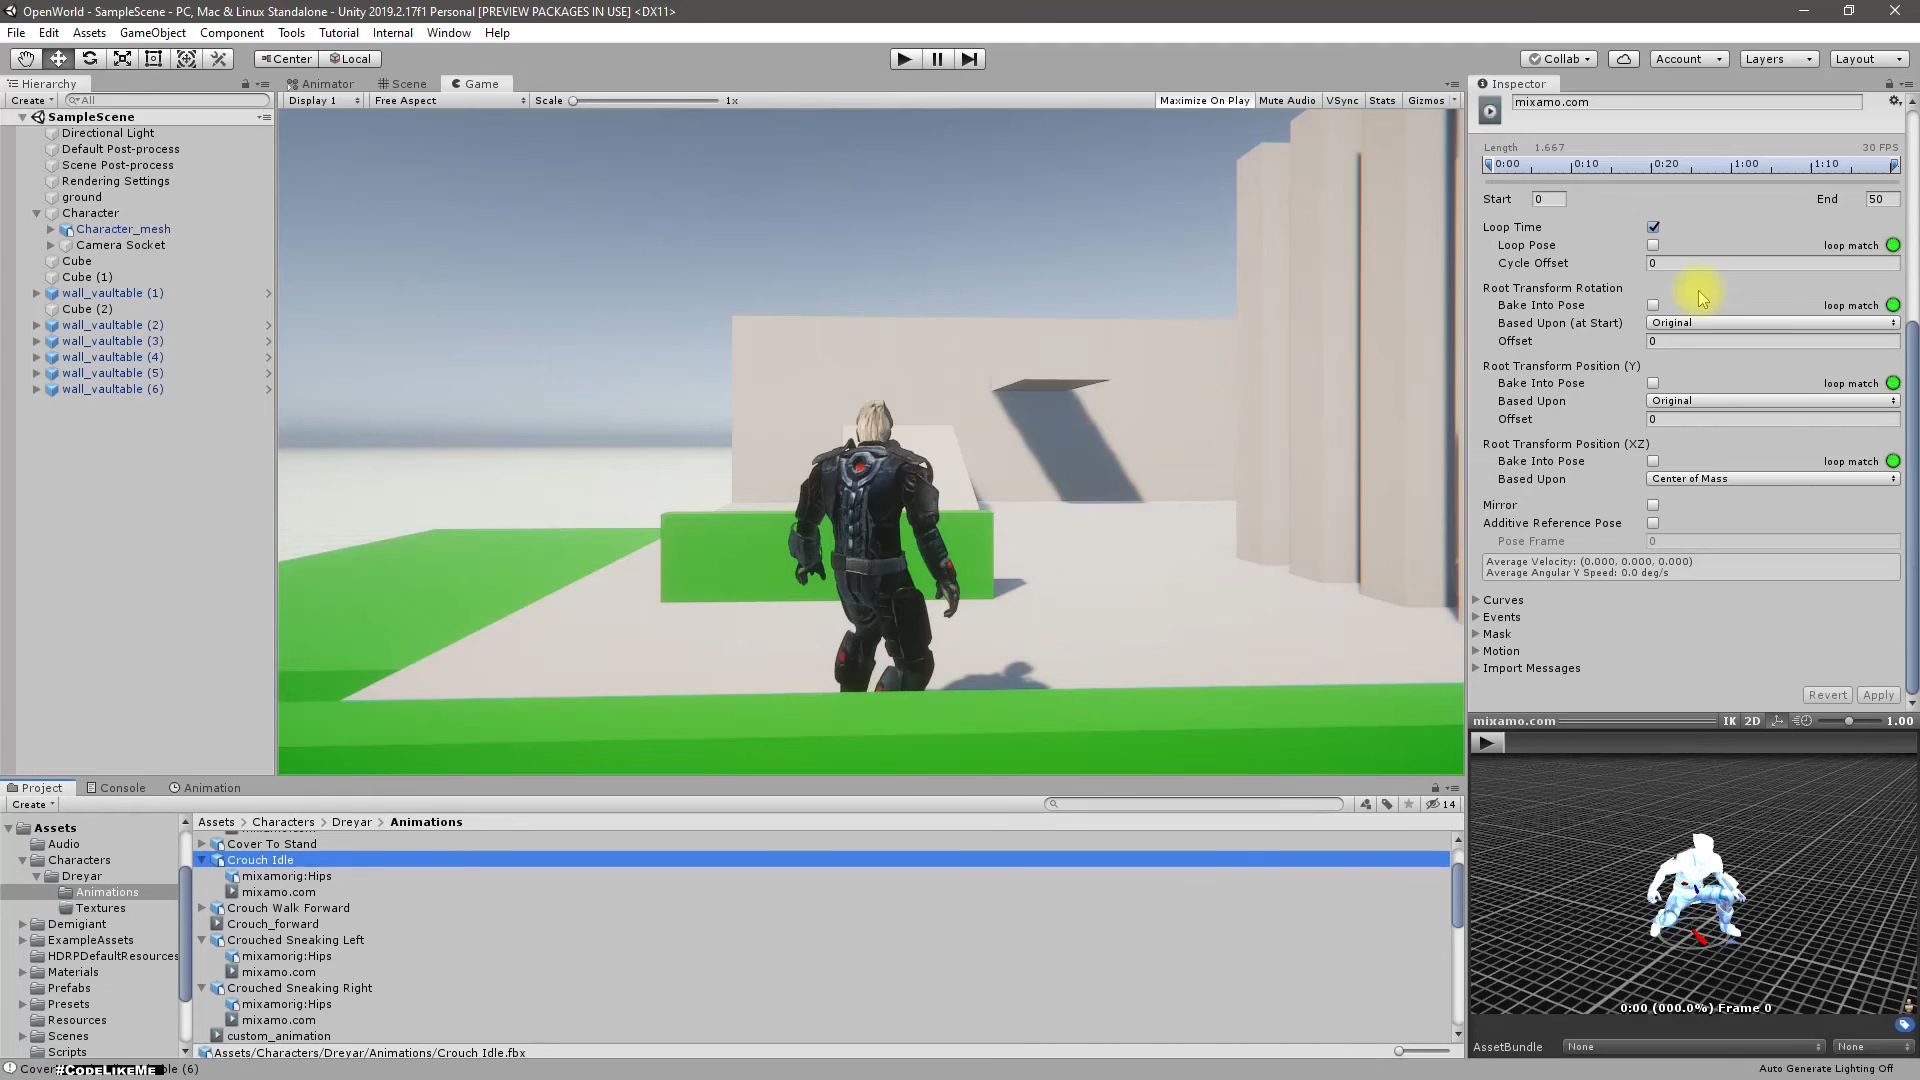 OpenWorld - SampleScene - PC, Mac & Linux Standalone - Unity 2019.2.17f1 Personal [PREVIEW PACKAGES IN USE] <DX11>
File Edit Assets GameObject Component Tools Tutorial Internal Window Help
Center Local Collab Account Layers Layout
Hierarchy Animator Scene Game Inspector
Create All Display 1 Free Aspect Scale 1x Maximize On Play Mute Audio VSync Stats Gizmos mixamo.com
SampleScene
Directional Light
Default Post-process
Scene Post-process
Rendering Settings
ground
Character
Character_mesh
Camera Socket
Cube
Cube (1)
wall_vaultable (1)
Cube (2)
wall_vaultable (2)
wall_vaultable (3)
wall_vaultable (4)
wall_vaultable (5)
wall_vaultable (6)
Length 1.667 30 FPS
0:00 0:10 0:20 1:00 1:10
Start 0 End 50
Loop Time
Loop Pose loop match
Cycle Offset 0
Root Transform Rotation
Bake Into Pose loop match
Based Upon (at Start) Original
Offset 0
Root Transform Position (Y)
Bake Into Pose loop match
Based Upon Original
Offset 0
Root Transform Position (XZ)
Bake Into Pose loop match
Based Upon Center of Mass
Mirror
Additive Reference Pose
Pose Frame 0
Average Velocity: (0.000, 0.000, 0.000)
Average Angular Y Speed: 0.0 deg/s
Curves
Events
Mask
Motion
Import Messages
Revert Apply
mixamo.com IK 2D 1.00
0:00 (000.0%) Frame 0
AssetBundle None None
Project Console Animation
Create 14
Assets
Audio
Characters
Dreyar
Animations
Textures
Demigiant
ExampleAssets
HDRPDefaultResources
Materials
Prefabs
Presets
Resources
Scenes
Scripts
Assets > Characters > Dreyar > Animations
Cover To Stand
Crouch Idle
mixamorig:Hips
mixamo.com
Crouch Walk Forward
Crouch_forward
Crouched Sneaking Left
mixamorig:Hips
mixamo.com
Crouched Sneaking Right
mixamorig:Hips
mixamo.com
custom_animation
Assets/Characters/Dreyar/Animations/Crouch Idle.fbx
Cover #CODELIKEME ble (6)
Auto Generate Lighting Off